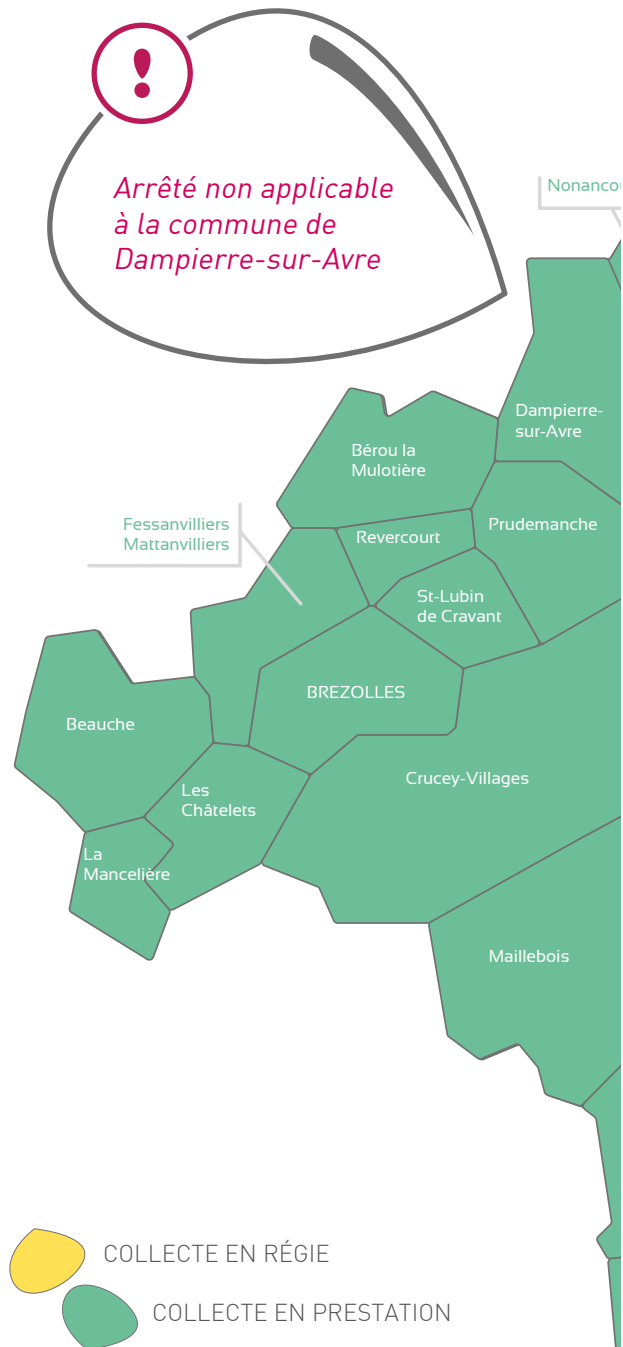 !
Arrêté non applicable
à la commune de
Dampierre-sur-Avre
Dampierre-
sur-Avre
Bérou la
Mulotière
Fessanvilliers
Mattanvilliers
Revercourt
Prudemanche
St-Lubin
de Cravant
BREZOLLES
Beauche
Crucey-Villages
Les
Châtelets
La
Mancelière
Maillebois
COLLECTE EN RÉGIE
COLLECTE EN PRESTATION